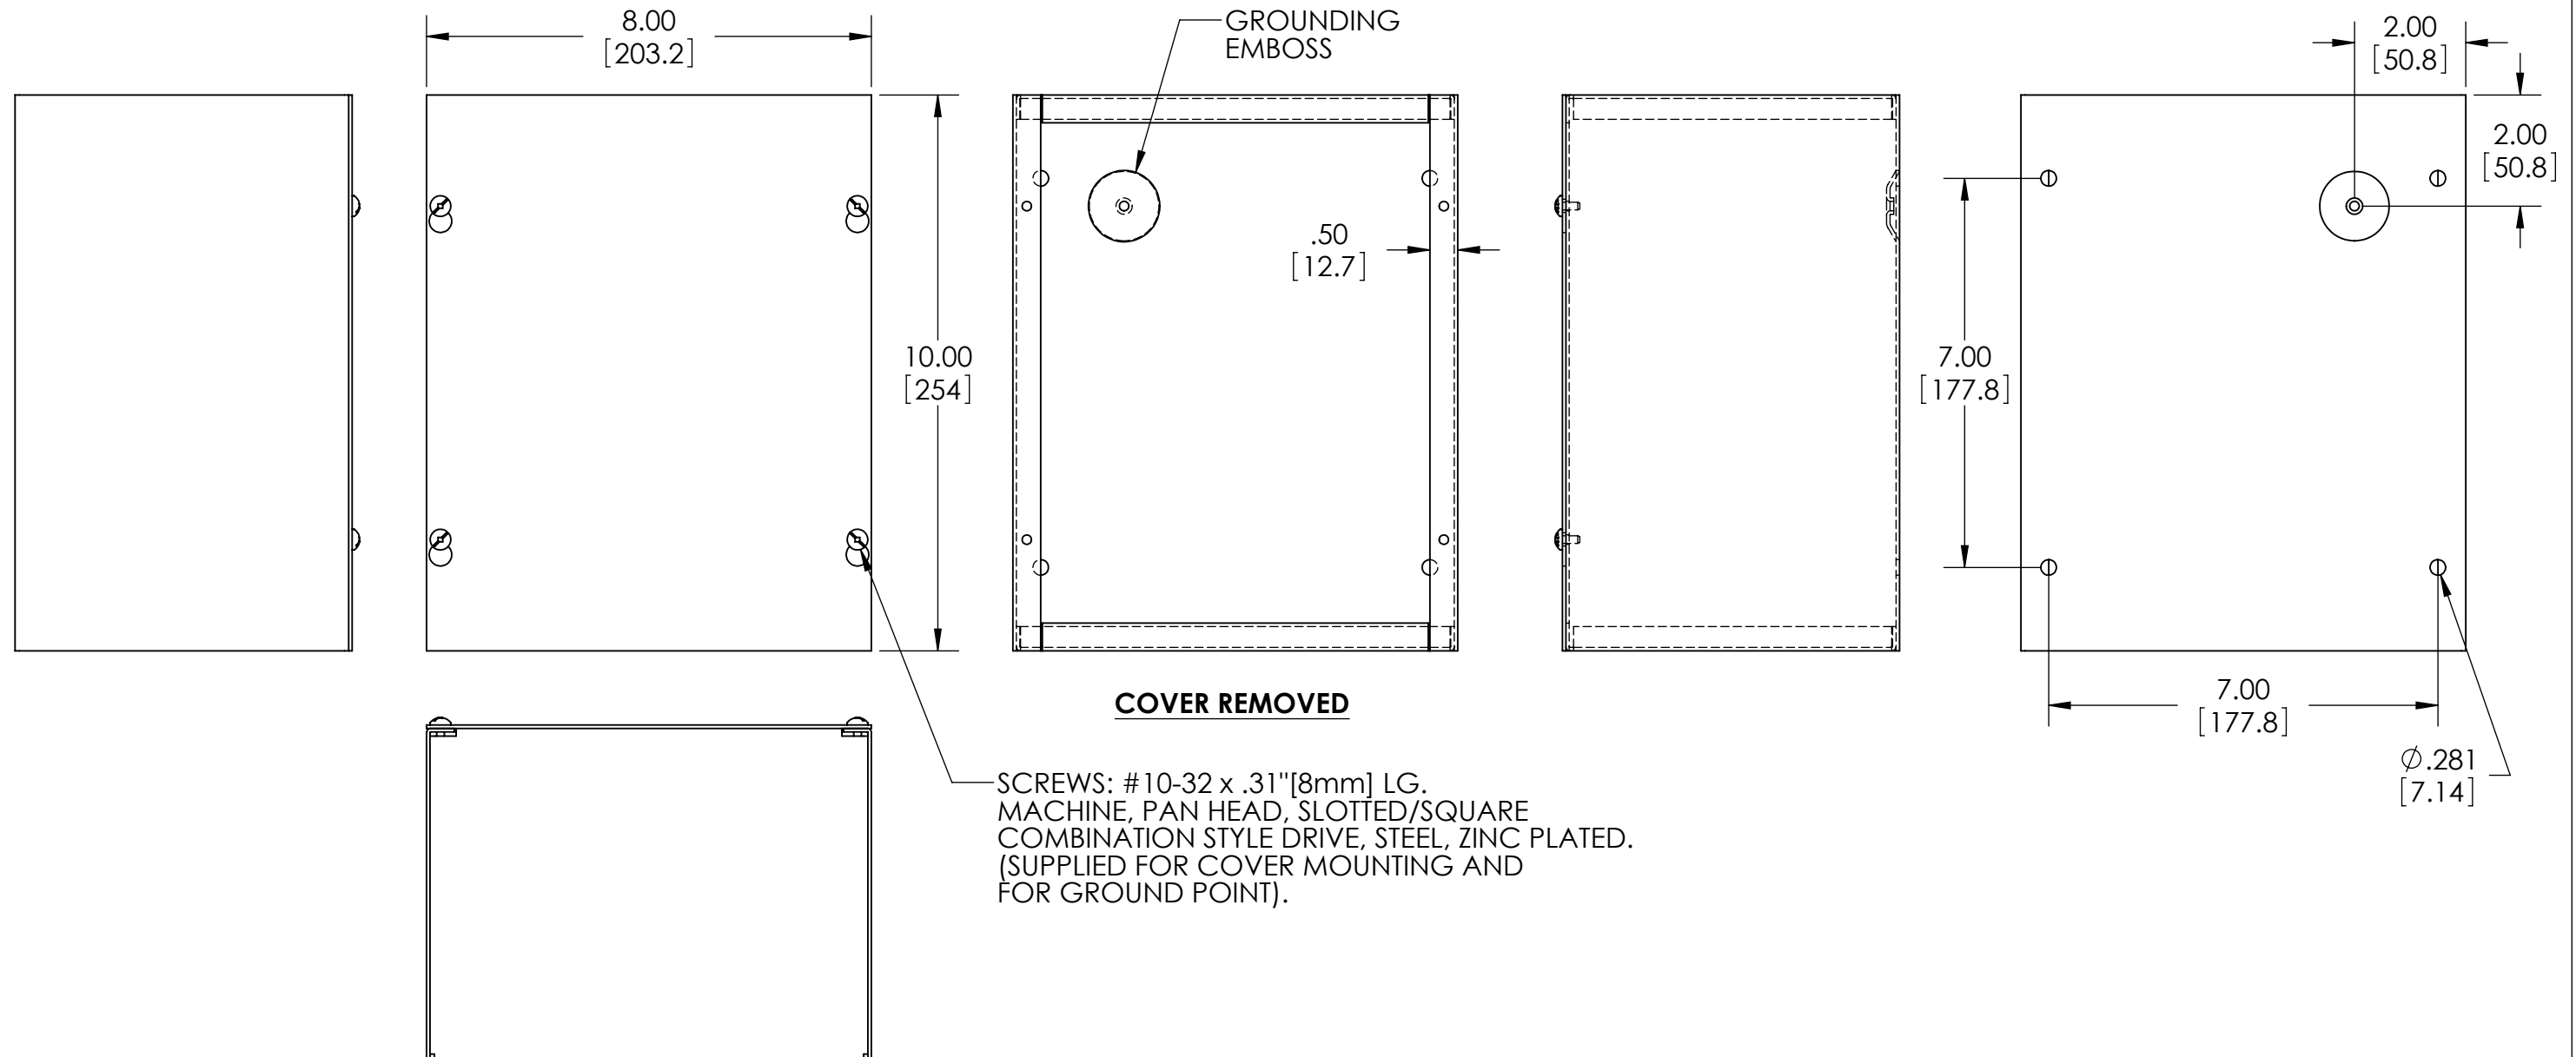 8.00
[203.2]
GROUNDING
EMBOSS
2.00
[50.8]
2.00
[50.8]
.50
[12.7]
10.00
[254]
7.00
[177.8]
COVER REMOVED
7.00
[177.8]
Ø.281
[7.14]
SCREWS: #10-32 x .31"[8mm] LG.
MACHINE, PAN HEAD, SLOTTED/SQUARE
COMBINATION STYLE DRIVE, STEEL, ZINC PLATED.
(SUPPLIED FOR COVER MOUNTING AND
FOR GROUND POINT).